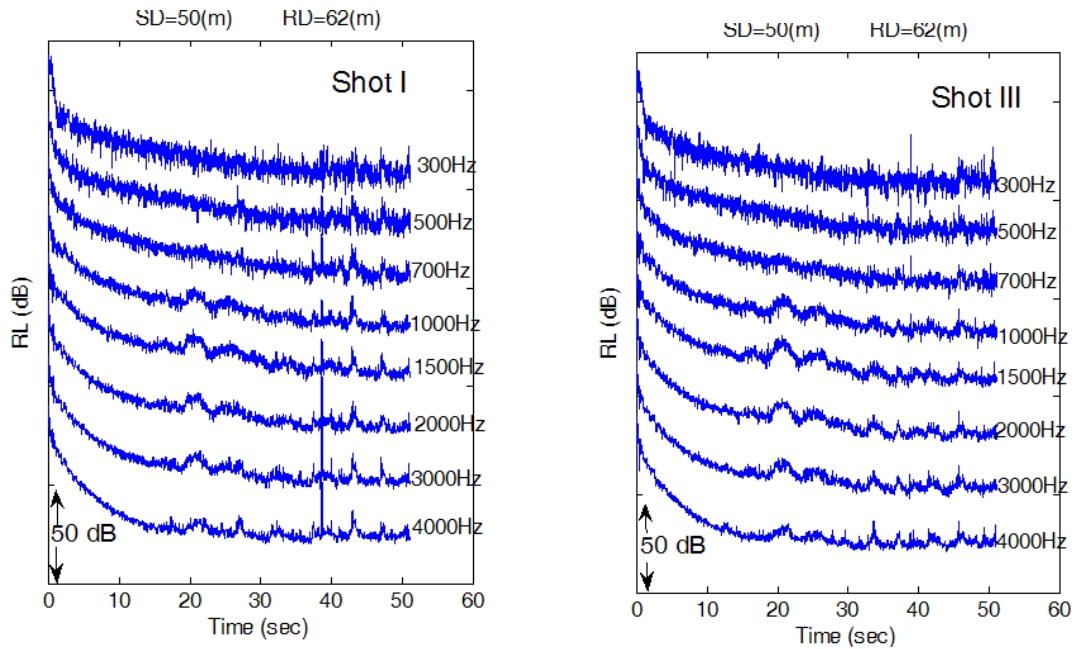 SD=50(m) RD=62(m)
Shot I
300Hz
500Hz
700Hz
1000Hz
1500Hz
2000Hz
3000Hz
4000Hz
50 dB
RL (dB)
0 10 20 30 40 50 60
Time (sec)
SD=50(m) RD=62(m)
Shot III
300Hz
500Hz
700Hz
1000Hz
1500Hz
2000Hz
3000Hz
4000Hz
50 dB
RL (dB)
0 10 20 30 40 50 60
Time (sec)